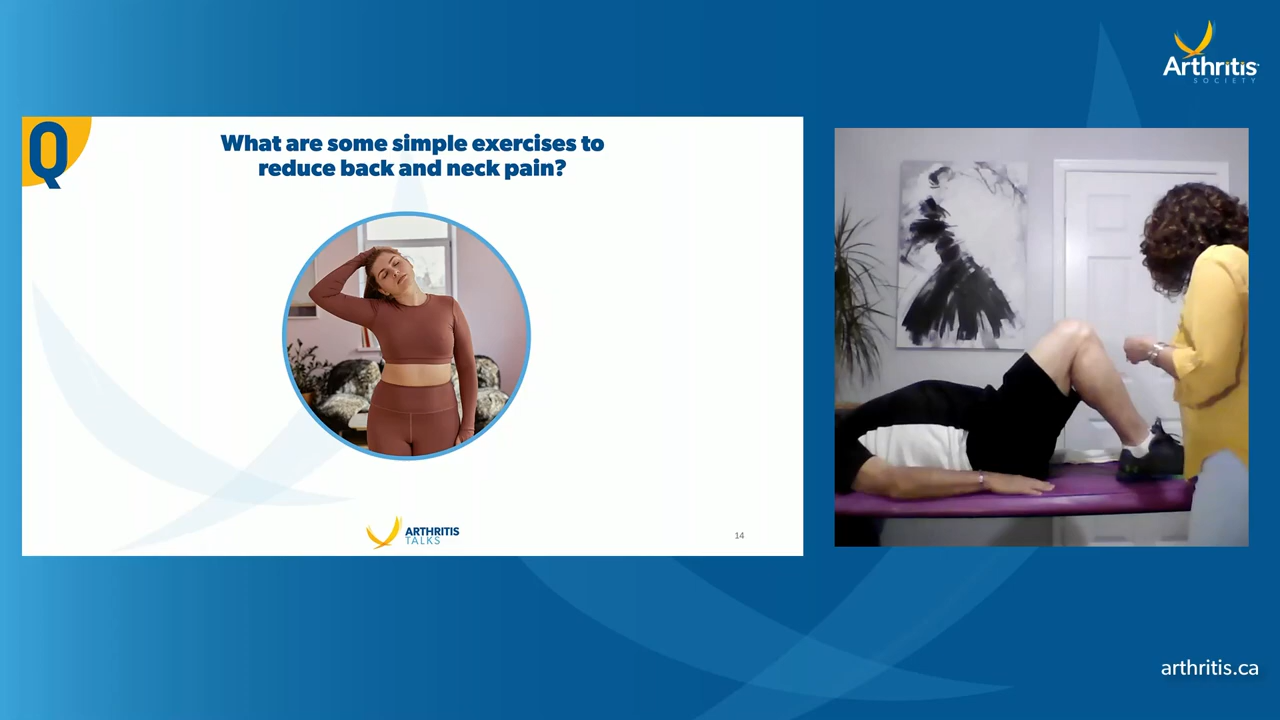 Arthritis
SOCIETY
Q
What are some simple exercises to
reduce back and neck pain?
ARTHRITIS
TALKS
14
arthritis.ca